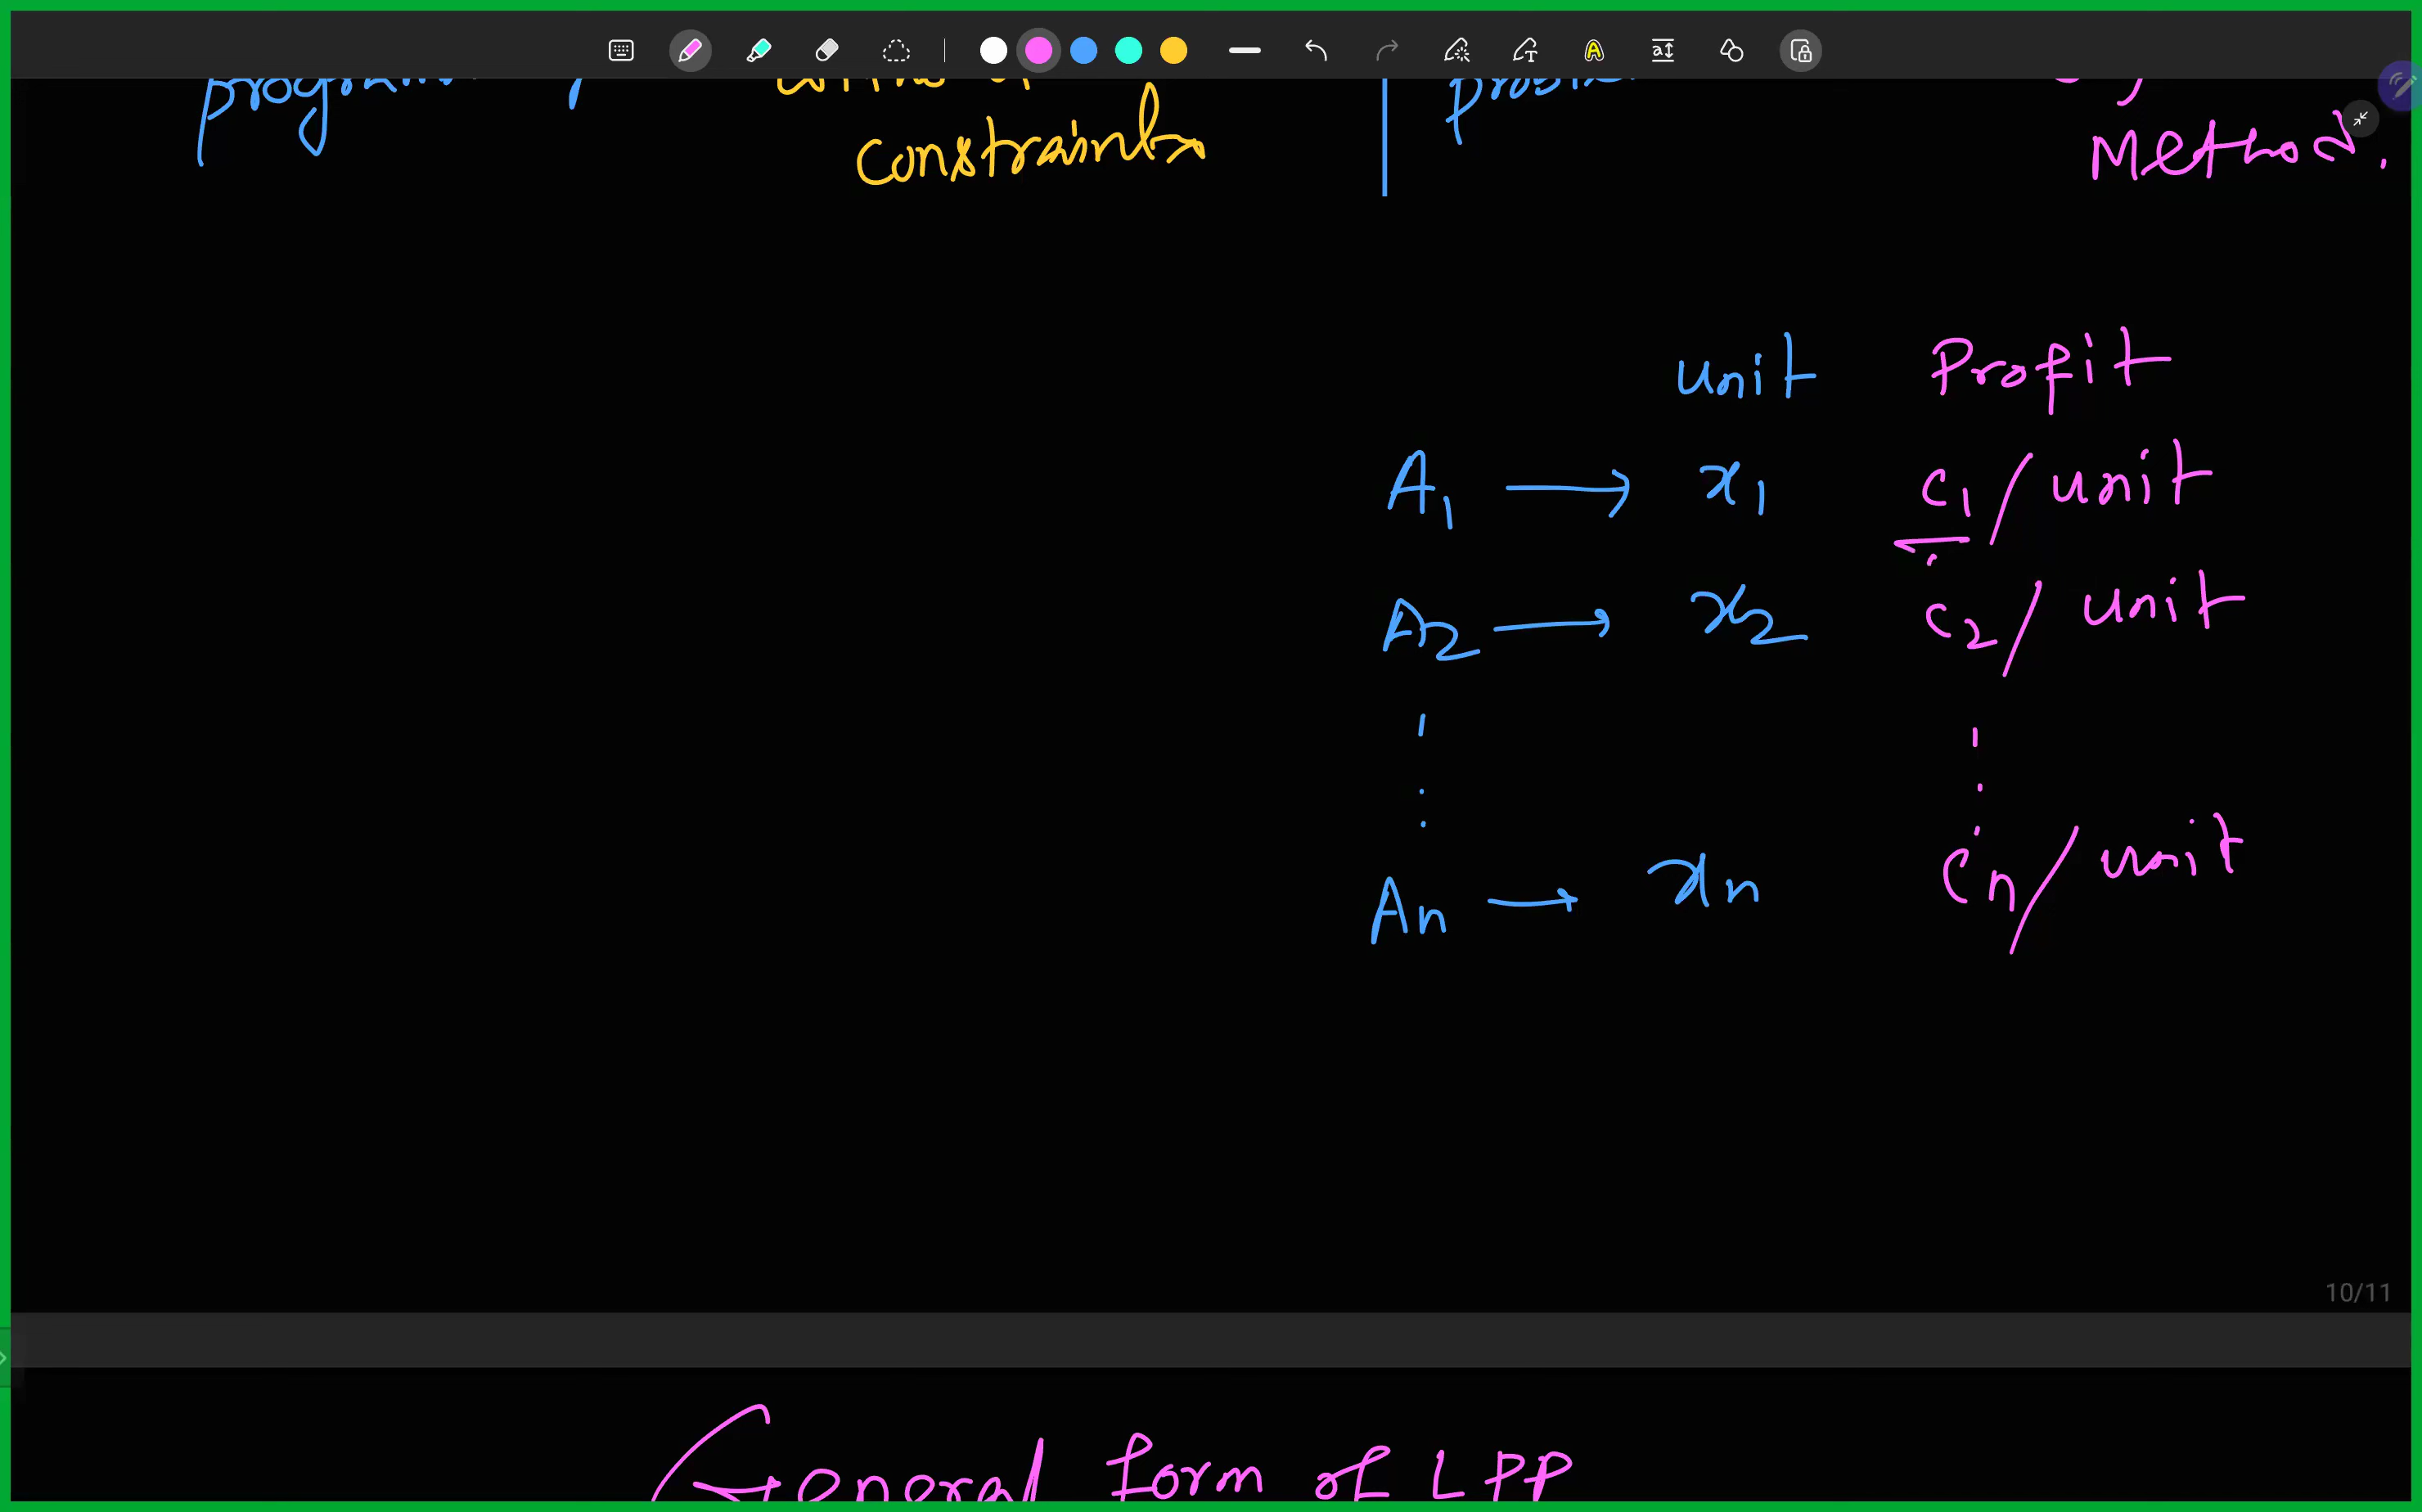 constraints
Method.
unit Profit
A1 → x1 c1/unit
A2 → x2 c2/unit
An → xn cn/unit
10/11
General form of LPP